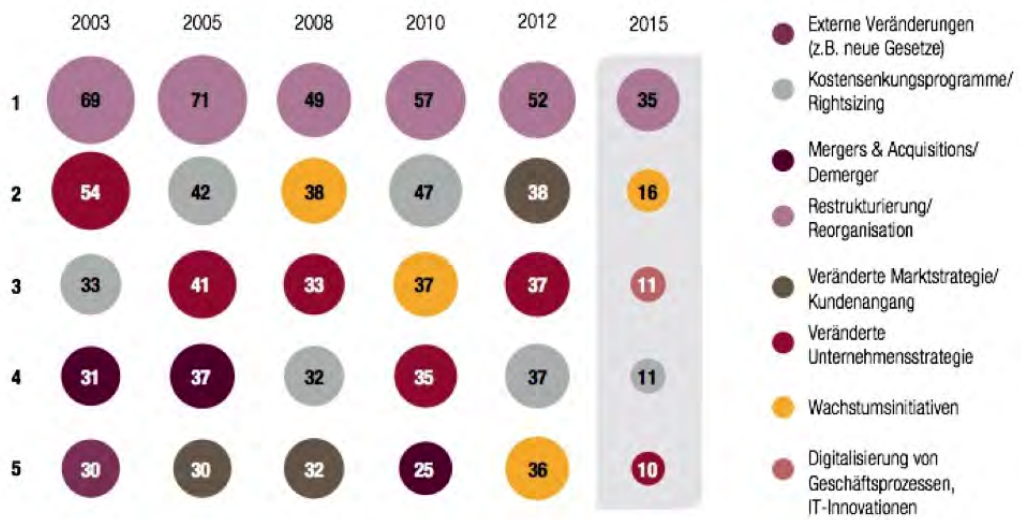 2003 2005 2008 2010 2012 2015
1 69 71 49 57 52 35
2 54 42 38 47 38 16
3 33 41 33 37 37 11
4 31 37 32 35 37 11
5 30 30 32 25 36 10
Externe Veränderungen
(z.B. neue Gesetze)
Kostensenkungsprogramme/
Rightsizing
Mergers & Acquisitions/
Demerger
Restrukturierung/
Reorganisation
Veränderte Marktstrategie/
Kundenangang
Veränderte
Unternehmensstrategie
Wachstumsinitiativen
Digitalisierung von
Geschäftsprozessen,
IT-Innovationen